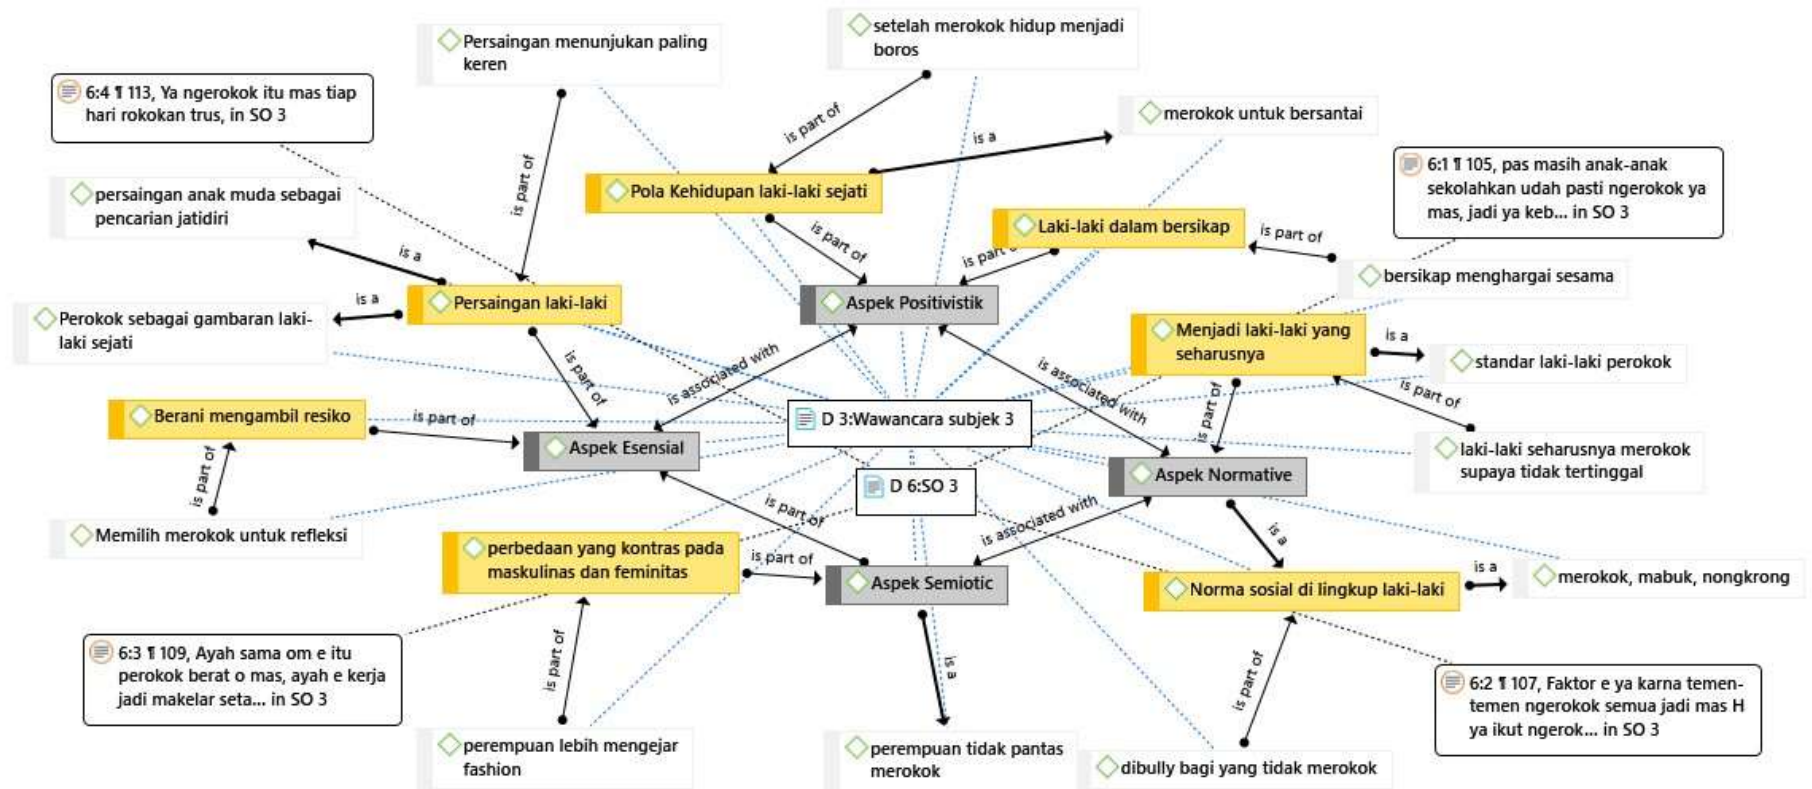 setelah merokok hidup menjadi
boros
Persaingan menunjukan paling
keren
6:4 ¶ 113, Ya ngerokok itu mas tiap
hari rokokan trus, in SO 3
merokok untuk bersantai
is part of
is a
6:1 ¶ 105, pas masih anak-anak
sekolahkan udah pasti ngerokok ya
mas, jadi ya keb... in SO 3
persaingan anak muda sebagai
pencarian jatidiri
is part of
Pola Kehidupan laki-laki sejati
Laki-laki dalam bersikap
is part of
is part of
is part
is a
bersikap menghargai sesama
Persaingan laki-laki
Aspek Positivistik
is a
Perokok sebagai gambaran laki-
laki sejati
Menjadi laki-laki yang
seharusnya
is a
standar laki-laki perokok
is part of
is associated with
is associated with
is part of
is part of
Berani mengambil resiko
is part of
D 3:Wawancara subjek 3
Aspek Esensial
laki-laki seharusnya merokok
supaya tidak tertinggal
Aspek Normative
is part of
D 6:SO 3
is part of
is associated with
Memilih merokok untuk refleksi
is a
perbedaan yang kontras pada
maskulinas dan feminitas
is part of
Aspek Semiotic
Norma sosial di lingkup laki-laki
is a
merokok, mabuk, nongkrong
6:3 ¶ 109, Ayah sama om e itu
perokok berat o mas, ayah e kerja
jadi makelar seta... in SO 3
is part of
is a
is part of
6:2 ¶ 107, Faktor e ya karna temen-
temen ngerokok semua jadi mas H
ya ikut ngerok... in SO 3
perempuan lebih mengejar
fashion
perempuan tidak pantas
merokok
dibully bagi yang tidak merokok